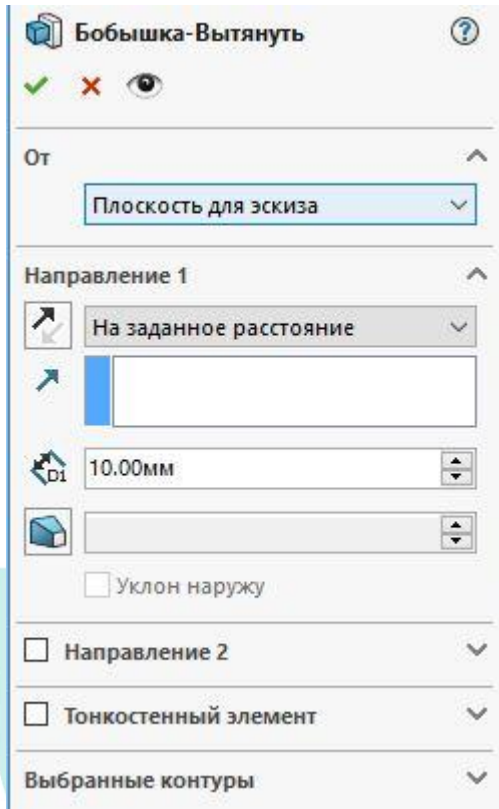 Бобышка-Вытянуть
От
Плоскость для эскиза
Направление 1
На заданное расстояние
D1
10.00мм
Уклон наружу
Направление 2
Тонкостенный элемент
Выбранные контуры